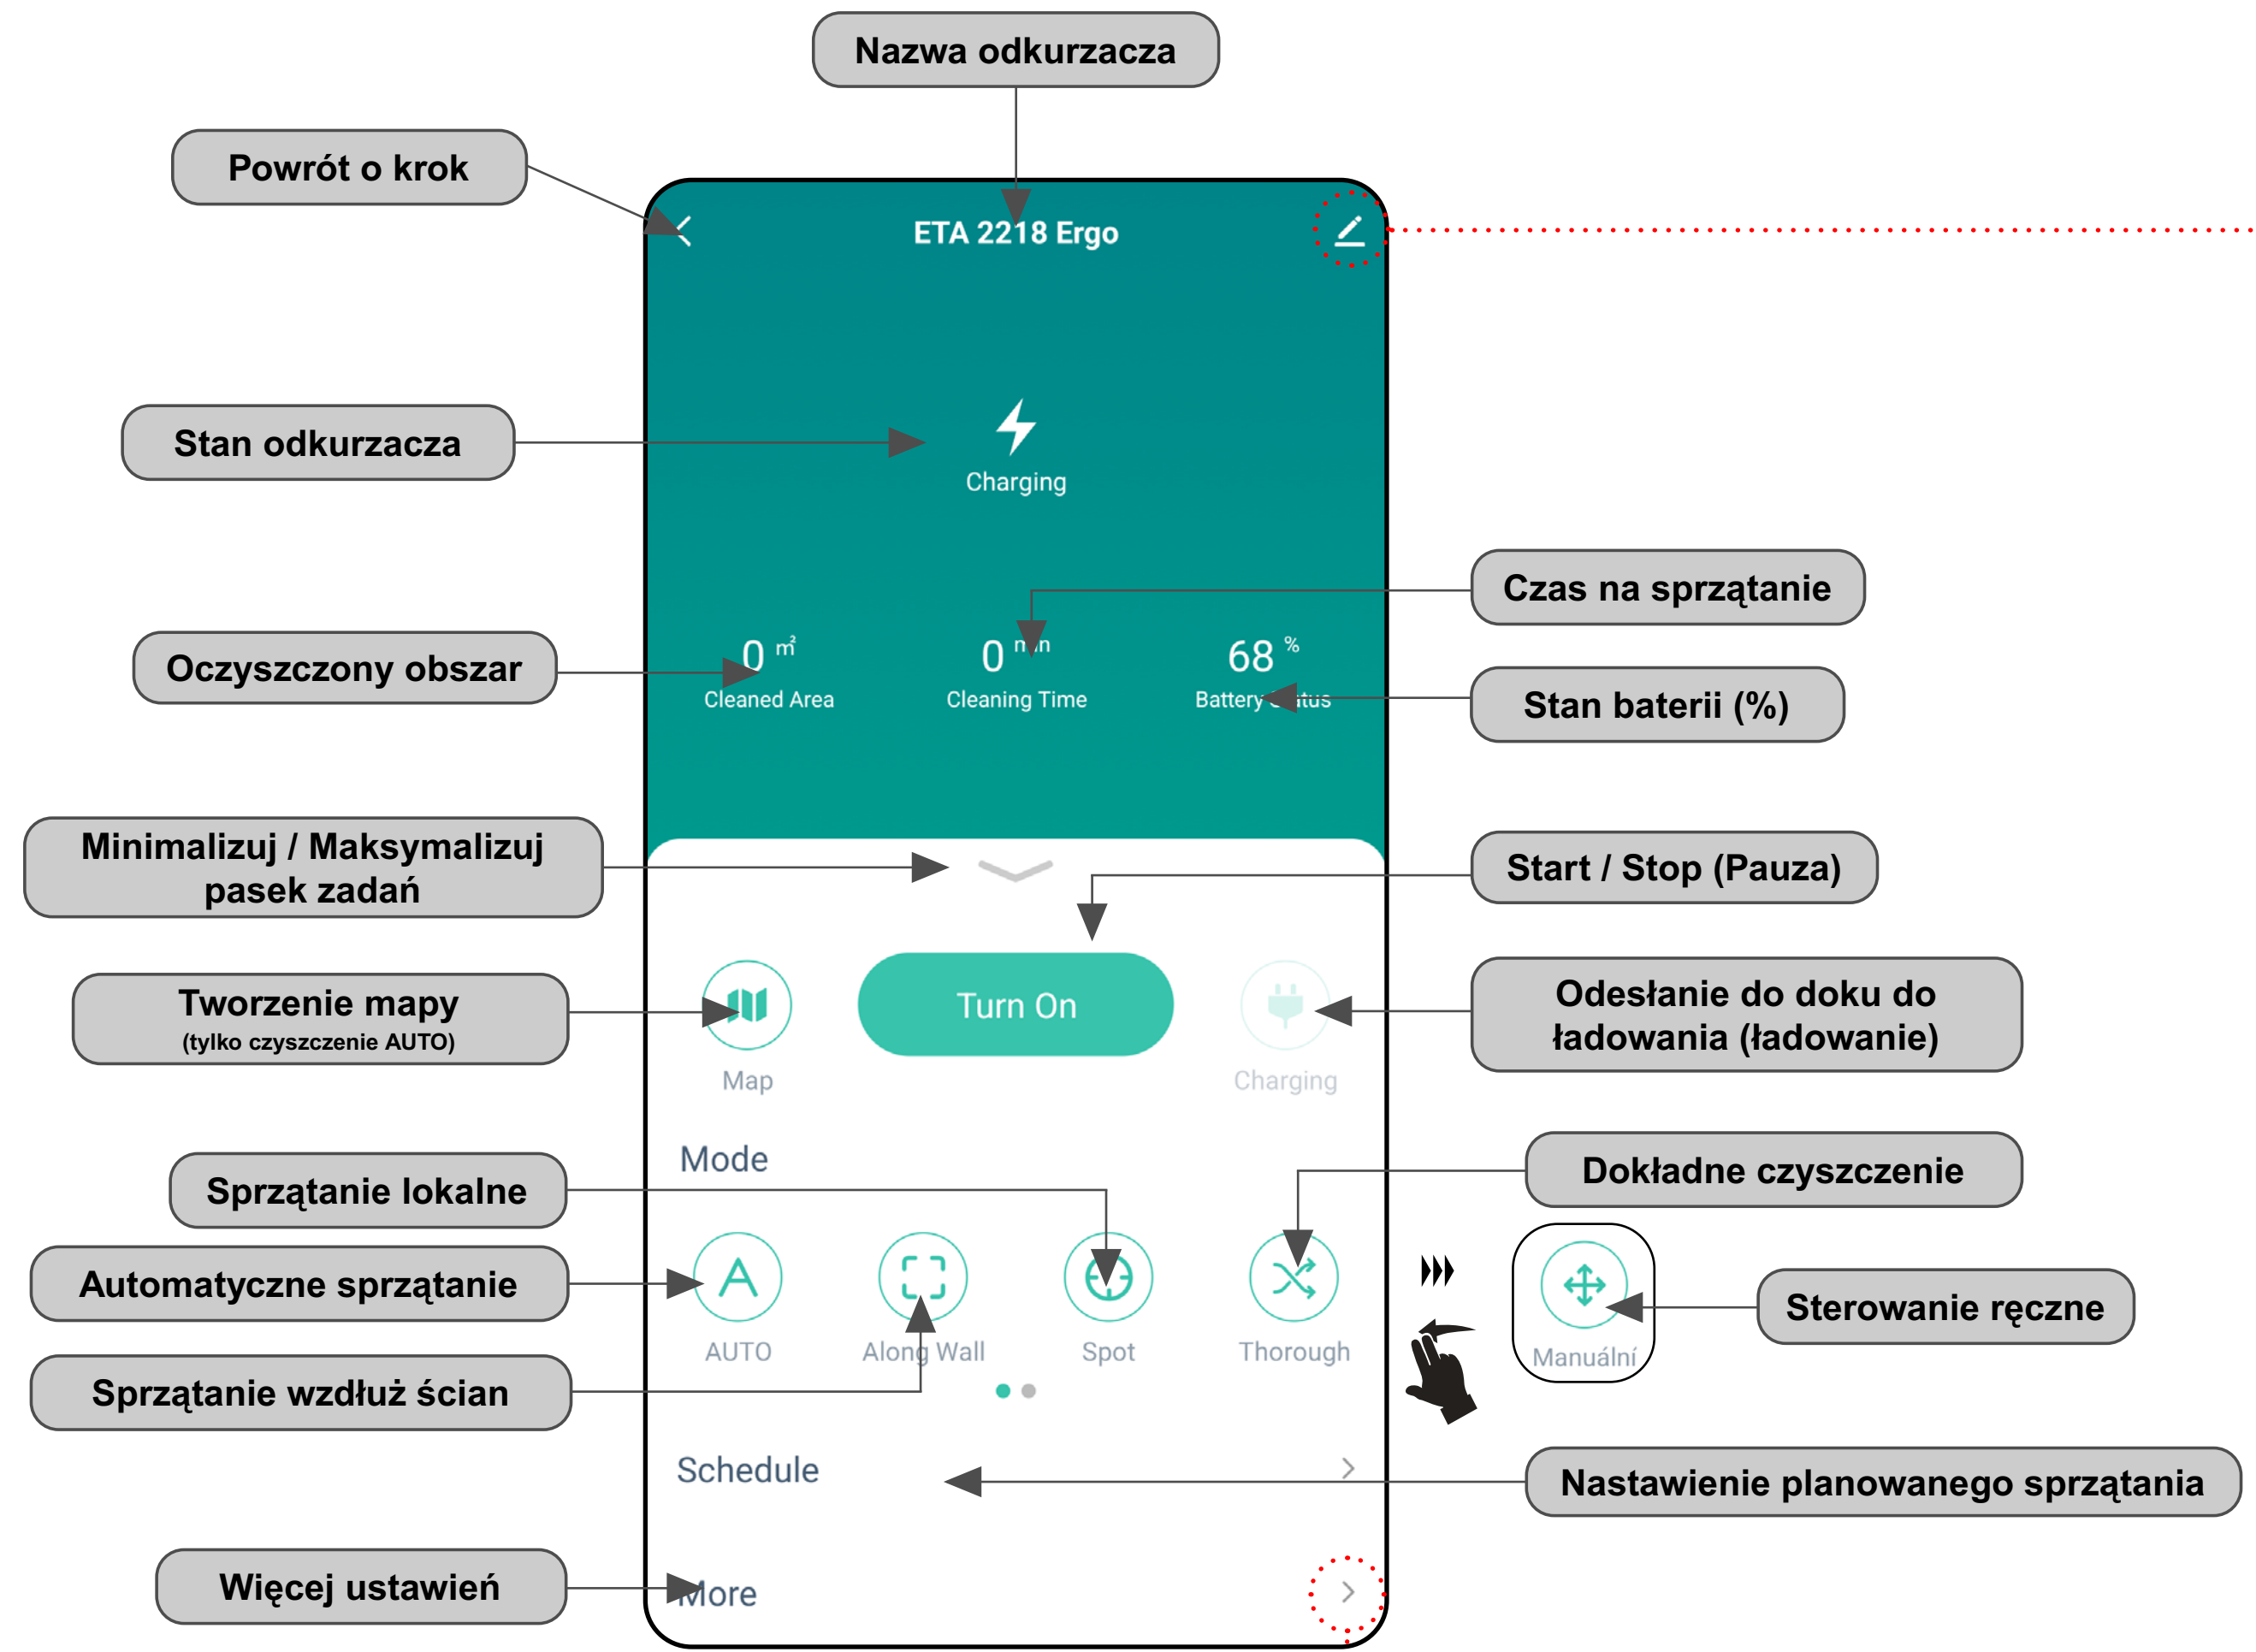 Nazwa odkurzacza
Powrót o krok
ETA 2218 Ergo
Stan odkurzacza
Charging
Czas na sprzątanie
Oczyszczony obszar
0 m²
0 min
68 %
Cleaned Area
Cleaning Time
Battery Status
Stan baterii (%)
Minimalizuj / Maksymalizuj
pasek zadań
Start / Stop (Pauza)
Tworzenie mapy
(tylko czyszczenie AUTO)
Turn On
Odesłanie do doku do
ładowania (ładowanie)
Map
Charging
Mode
Dokładne czyszczenie
Sprzątanie lokalne
Automatyczne sprzątanie
Sterowanie ręczne
AUTO
Along Wall
Spot
Thorough
Manuální
Sprzątanie wzdłuż ścian
Schedule
Nastawienie planowanego sprzątania
Więcej ustawień
More